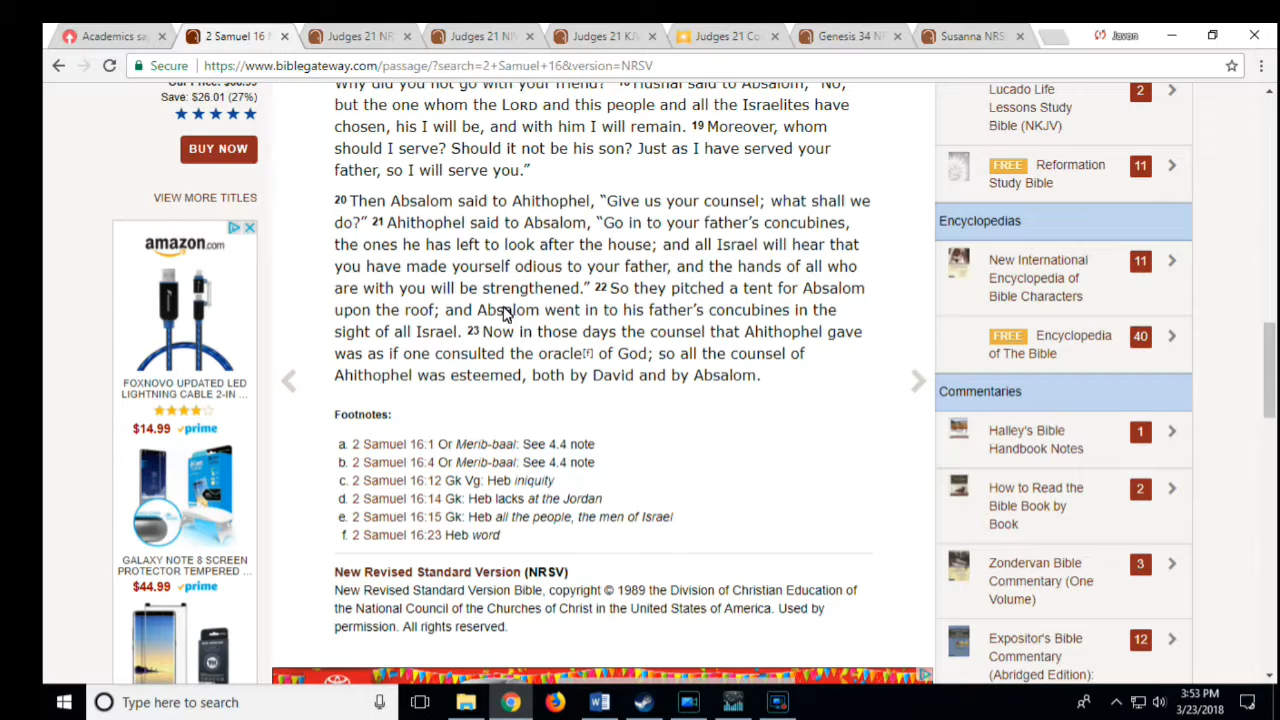 Academics sa
2 Samuel 16 N
Judges 21 NR
Judges 21 NI
Judges 21 KJ
Judges 21 Co
Genesis 34 NF
Susanna NRS
Javon
Secure
https://www.biblegateway.com/passage/?search=2+Samuel+16&version=NRSV
Save: $26.01 (27%)
BUY NOW
VIEW MORE TITLES
amazon.com
FOXNOVO UPDATED LED
LIGHTNING CABLE 2-IN ...
$14.99 prime
GALAXY NOTE 8 SCREEN
PROTECTOR TEMPERED ...
$44.99 prime
Why did you not go with your friend?" 18 Hushai said to Absalom, "No,
but the one whom the LORD and this people and all the Israelites have
chosen, his I will be, and with him I will remain. 19 Moreover, whom
should I serve? Should it not be his son? Just as I have served your
father, so I will serve you."
20 Then Absalom said to Ahithophel, "Give us your counsel; what shall we
do?" 21 Ahithophel said to Absalom, "Go in to your father's concubines,
the ones he has left to look after the house; and all Israel will hear that
you have made yourself odious to your father, and the hands of all who
are with you will be strengthened." 22 So they pitched a tent for Absalom
upon the roof; and Absalom went in to his father's concubines in the
sight of all Israel. 23 Now in those days the counsel that Ahithophel gave
was as if one consulted the oracle[f] of God; so all the counsel of
Ahithophel was esteemed, both by David and by Absalom.
Footnotes:
a. 2 Samuel 16:1 Or Merib-baal: See 4.4 note
b. 2 Samuel 16:4 Or Merib-baal: See 4.4 note
c. 2 Samuel 16:12 Gk Vg: Heb iniquity
d. 2 Samuel 16:14 Gk: Heb lacks at the Jordan
e. 2 Samuel 16:15 Gk: Heb all the people, the men of Israel
f. 2 Samuel 16:23 Heb word
New Revised Standard Version (NRSV)
New Revised Standard Version Bible, copyright © 1989 the Division of Christian Education of
the National Council of the Churches of Christ in the United States of America. Used by
permission. All rights reserved.
Lucado Life
Lessons Study
Bible (NKJV)
2
FREE Reformation
Study Bible
11
Encyclopedias
New International
Encyclopedia of
Bible Characters
11
FREE Encyclopedia
of The Bible
40
Commentaries
Halley's Bible
Handbook Notes
1
How to Read the
Bible Book by
Book
2
Zondervan Bible
Commentary (One
Volume)
3
Expositor's Bible
Commentary
(Abridged Edition):
12
Type here to search
3:53 PM
3/23/2018